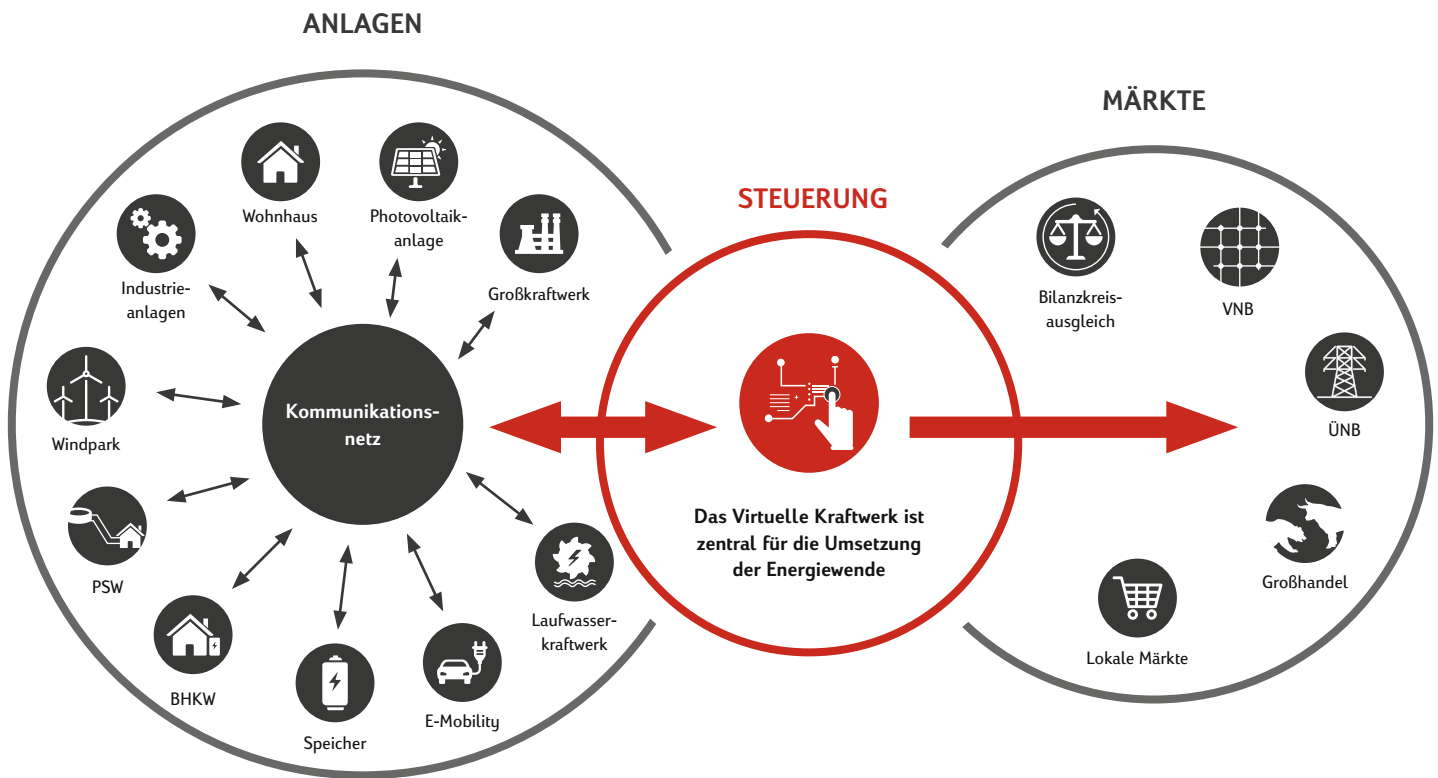 ANLAGEN
Wohnhaus
Photovoltaik-
anlage
Großkraftwerk
Industrie-
anlagen
Windpark
Kommunikations-
netz
PSW
BHKW
Speicher
E-Mobility
Laufwasser-
kraftwerk
STEUERUNG
Das Virtuelle Kraftwerk ist
zentral für die Umsetzung
der Energiewende
MÄRKTE
Bilanzkreis-
ausgleich
VNB
ÜNB
Großhandel
Lokale Märkte